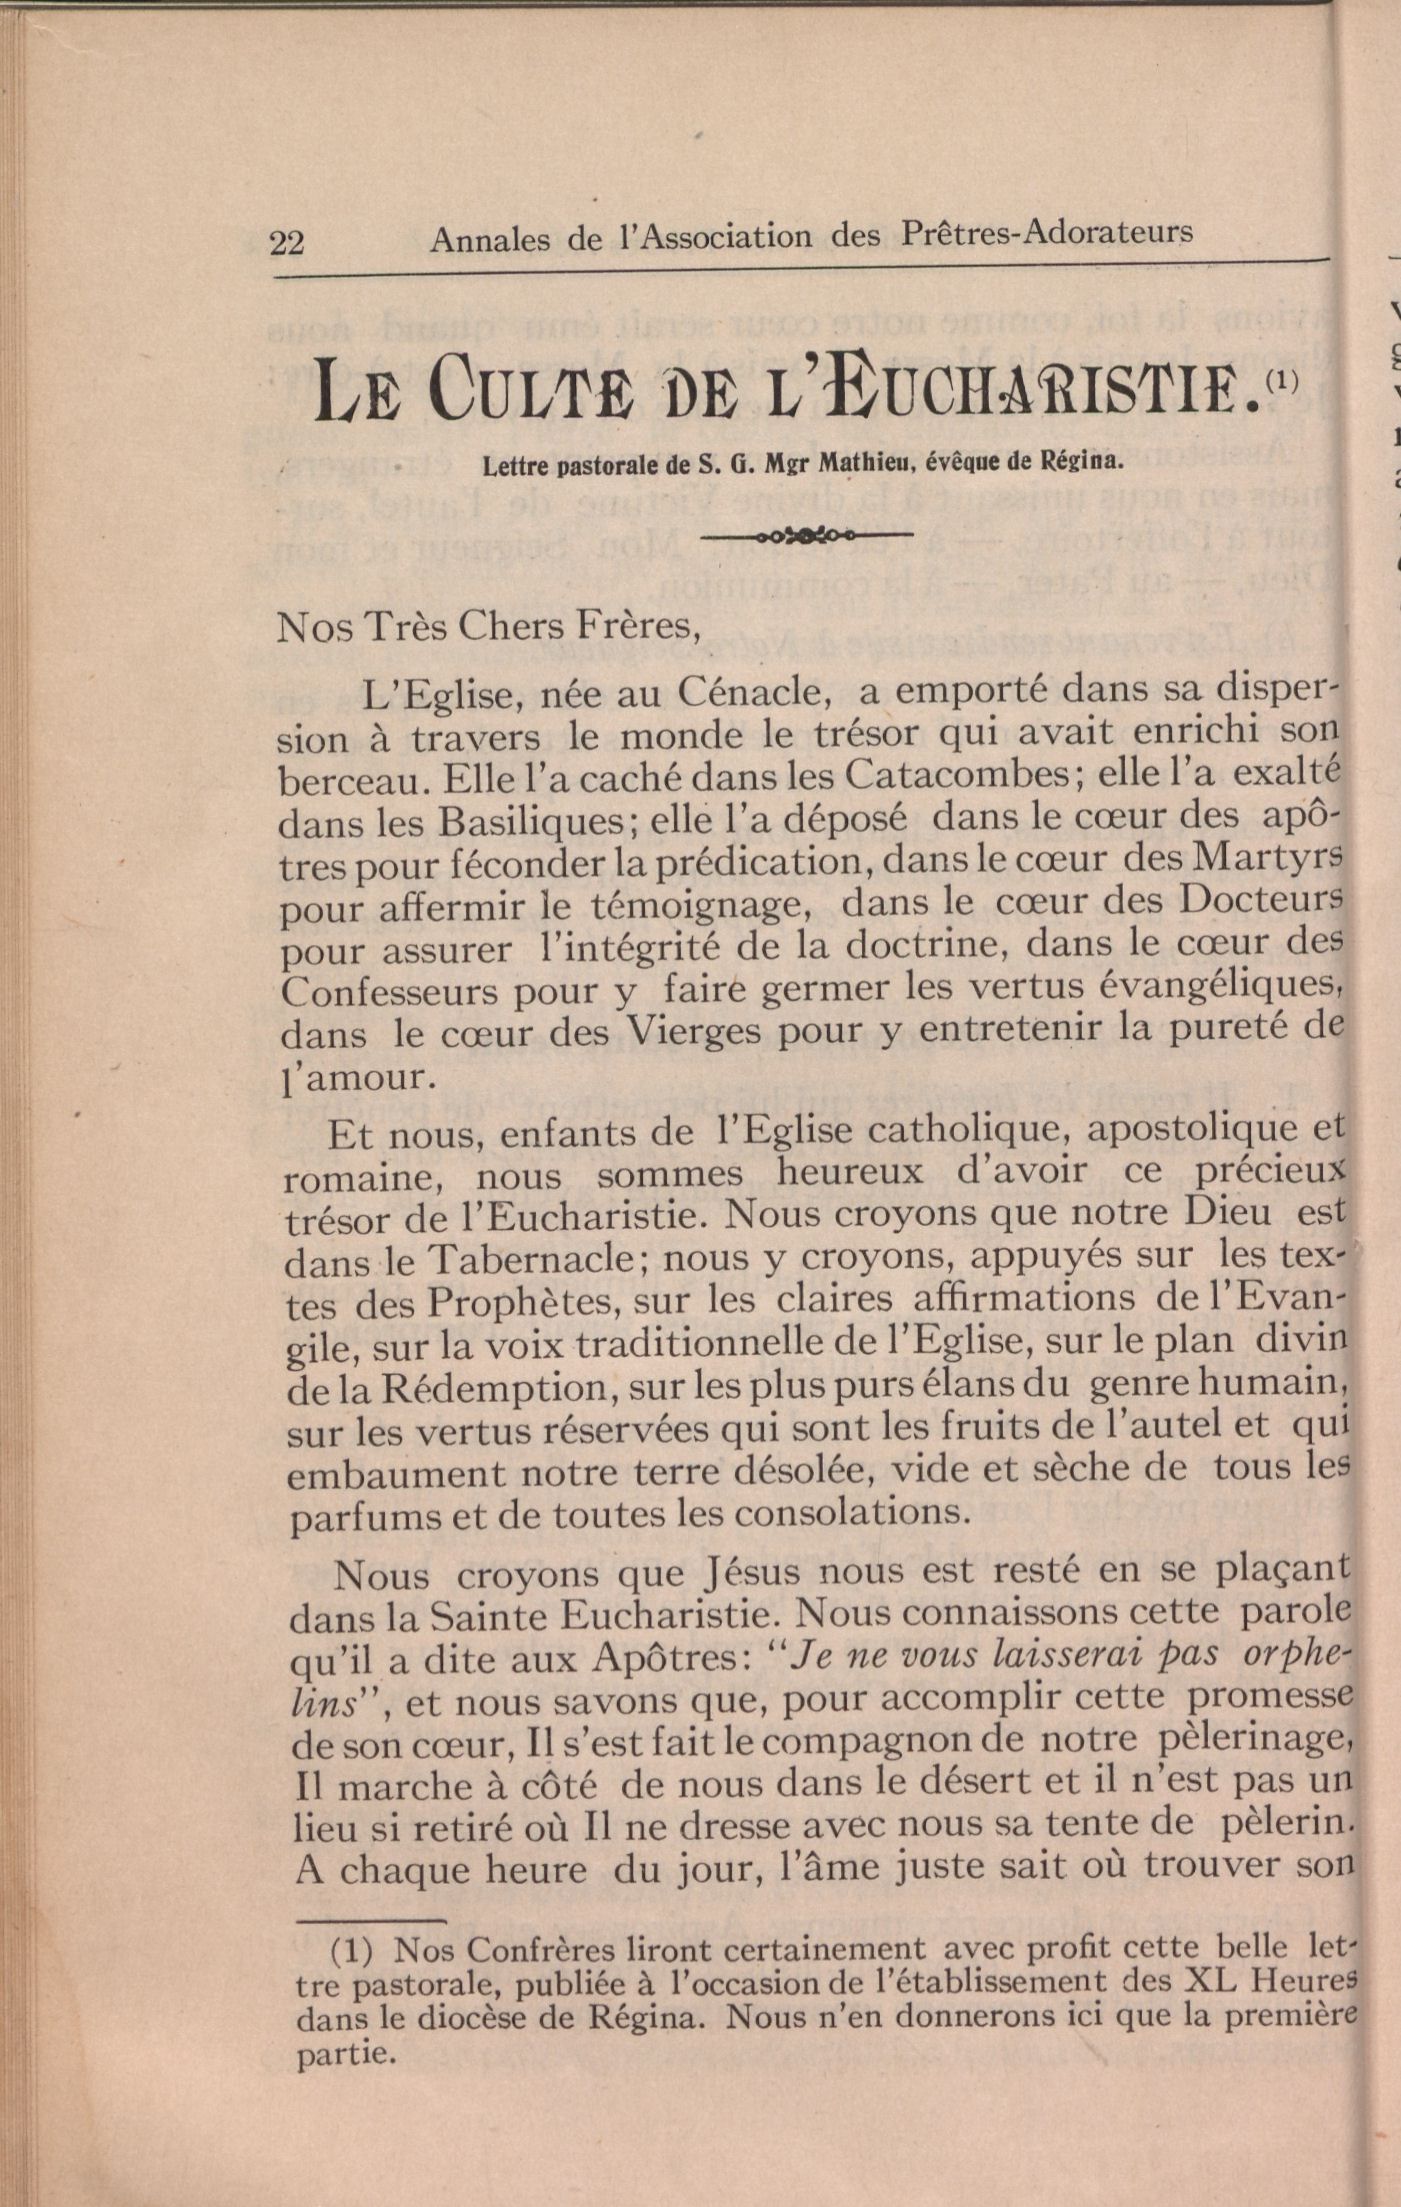 22 Annales de l'Association des Prêtres-Adorateurs
LE CULTE DE L'EUCHARISTIE.(1)
Lettre pastorale de S. G. Mgr Mathieu, évêque de Régina.
Nos Très Chers Frères,
L'Eglise, née au Cénacle, a emporté dans sa disper-
sion à travers le monde le trésor qui avait enrichi son
berceau. Elle l'a caché dans les Catacombes; elle l'a exalté
dans les Basiliques; elle l'a déposé dans le cœur des apô-
tres pour féconder la prédication, dans le cœur des Martyrs
pour affermir le témoignage, dans le cœur des Docteurs
pour assurer l'intégrité de la doctrine, dans le cœur des
Confesseurs pour y faire germer les vertus évangéliques,
dans le cœur des Vierges pour y entretenir la pureté de
l'amour.
Et nous, enfants de l'Eglise catholique, apostolique et
romaine, nous sommes heureux d'avoir ce précieux
trésor de l'Eucharistie. Nous croyons que notre Dieu est
dans le Tabernacle; nous y croyons, appuyés sur les tex-
tes des Prophètes, sur les claires affirmations de l'Evan-
gile, sur la voix traditionnelle de l'Eglise, sur le plan divin
de la Rédemption, sur les plus purs élans du genre humain,
sur les vertus réservées qui sont les fruits de l'autel et qui
embaument notre terre désolée, vide et sèche de tous les
parfums et de toutes les consolations.
Nous croyons que Jésus nous est resté en se plaçant
dans la Sainte Eucharistie. Nous connaissons cette parole
qu'il a dite aux Apôtres: "Je ne vous laisserai pas orphe-
lins", et nous savons que, pour accomplir cette promesse
de son cœur, Il s'est fait le compagnon de notre pèlerinage,
Il marche à côté de nous dans le désert et il n'est pas un
lieu si retiré où Il ne dresse avec nous sa tente de pèlerin.
A chaque heure du jour, l'âme juste sait où trouver son
(1) Nos Confrères liront certainement avec profit cette belle let-
tre pastorale, publiée à l'occasion de l'établissement des XL Heures
dans le diocèse de Régina. Nous n'en donnerons ici que la première
partie.